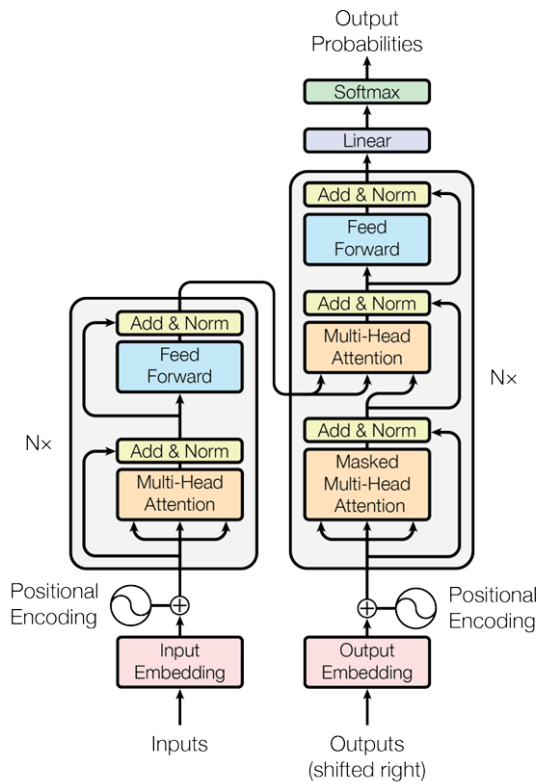 Output
Probabilities
Softmax
Linear
Add & Norm
Feed
Forward
Add & Norm
Multi-Head
Attention
Add & Norm
Masked
Multi-Head
Attention
N×
Add & Norm
Feed
Forward
Add & Norm
Multi-Head
Attention
N×
Positional
Encoding
Positional
Encoding
Input
Embedding
Output
Embedding
Inputs
Outputs
(shifted right)